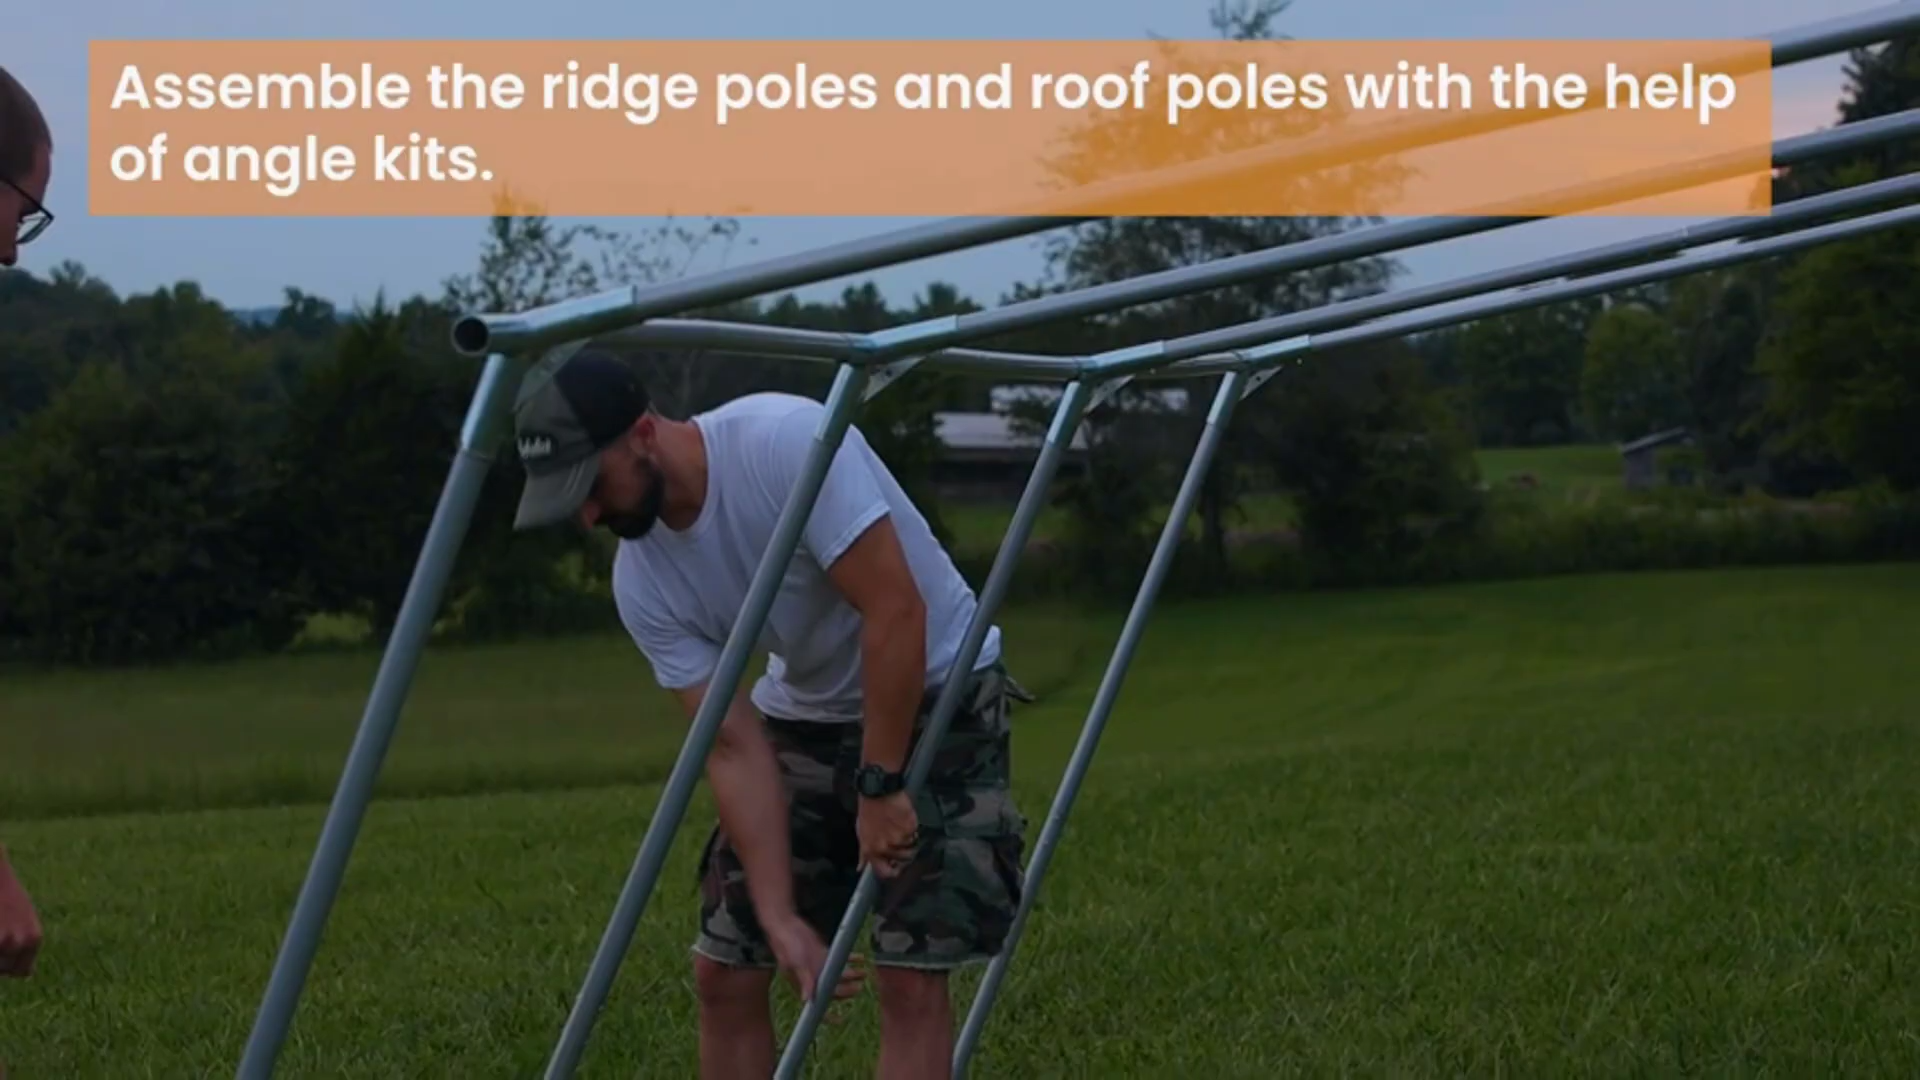 Assemble the ridge poles and roof poles with the help
of angle kits.